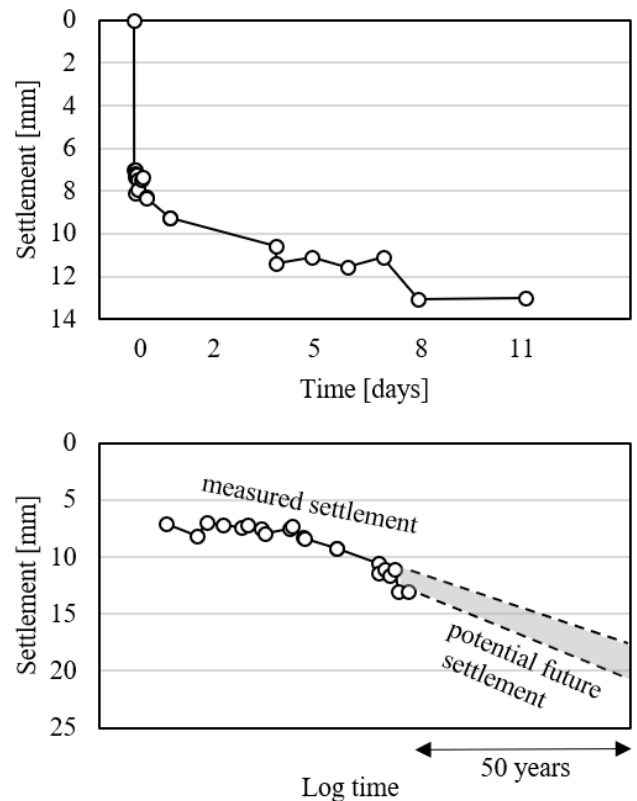 0
2
4
6
8
10
12
14
Settlement [mm]
0 2 5 8 11
Time [days]
0
5
10
15
20
25
Settlement [mm]
measured settlement
potential future
settlement
50 years
Log time